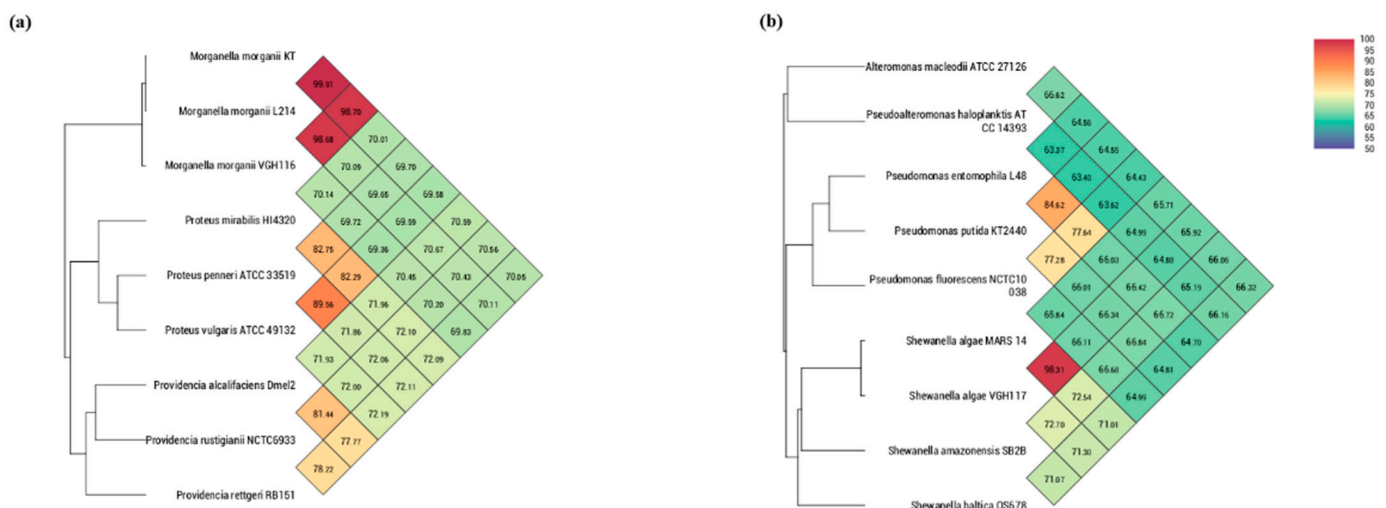 (a)
Morganella morganii KT
99.91
Morganella morganii L214 98.70
98.68 70.01
Morganella morganii VGH116 70.09 69.70
70.14 69.65 69.58
Proteus mirabilis HI4320 69.72 69.59 70.59
82.75 69.36 70.67 70.56
Proteus penneri ATCC 33519 82.29 70.45 70.43 70.05
89.56 71.96 70.20 70.11
Proteus vulgaris ATCC 49132 71.86 72.10 69.83
71.93 72.06 72.09
Providencia alcalifaciens Dmel2 72.00 72.11
81.44 72.19
Providencia rustigianii NCTC6933 77.77
78.22
Providencia rettgeri RB151
(b)
Alteromonas macleodii ATCC 27126
66.62
Pseudoalteromonas haloplanktis AT
CC 14393
64.56
63.37 64.55
Pseudomonas entomophila L48 63.40 64.43
84.62 63.62 65.71
Pseudomonas putida KT2440 77.64 64.99 65.92
77.28 66.03 64.88 66.06
Pseudomonas fluorescens NCTC10
038
66.01 66.42 65.19 66.32
65.84 66.34 66.72 66.16
Shewanella algae MARS 14 66.11 66.84 64.70
98.31 66.60 64.81
Shewanella algae VGH117 72.54 64.99
72.70 71.01
Shewanella amazonensis SB2B 71.30
71.07
Shewanella baltica OS678
100
95
90
85
80
75
70
65
60
55
50